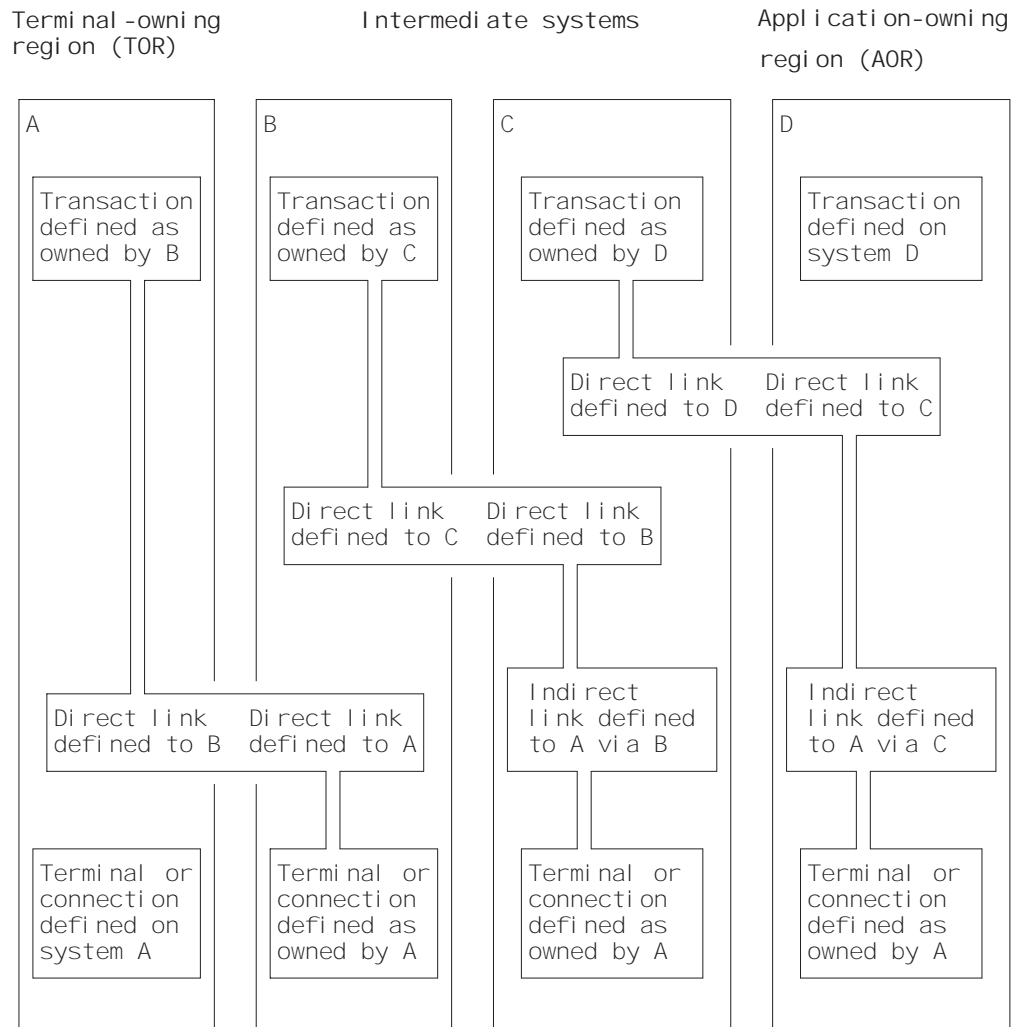 Terminal-owning
region (TOR)
Intermediate systems
Application-owning
region (AOR)
A
B
C
D
Transaction
defined as
owned by B
Transaction
defined as
owned by C
Transaction
defined as
owned by D
Transaction
defined on
system D
Direct link
defined to D
Direct link
defined to C
Direct link
defined to C
Direct link
defined to B
Direct link
defined to B
Direct link
defined to A
Indirect
link defined
to A via B
Indirect
link defined
to A via C
Terminal or
connection
defined on
system A
Terminal or
connection
defined as
owned by A
Terminal or
connection
defined as
owned by A
Terminal or
connection
defined as
owned by A